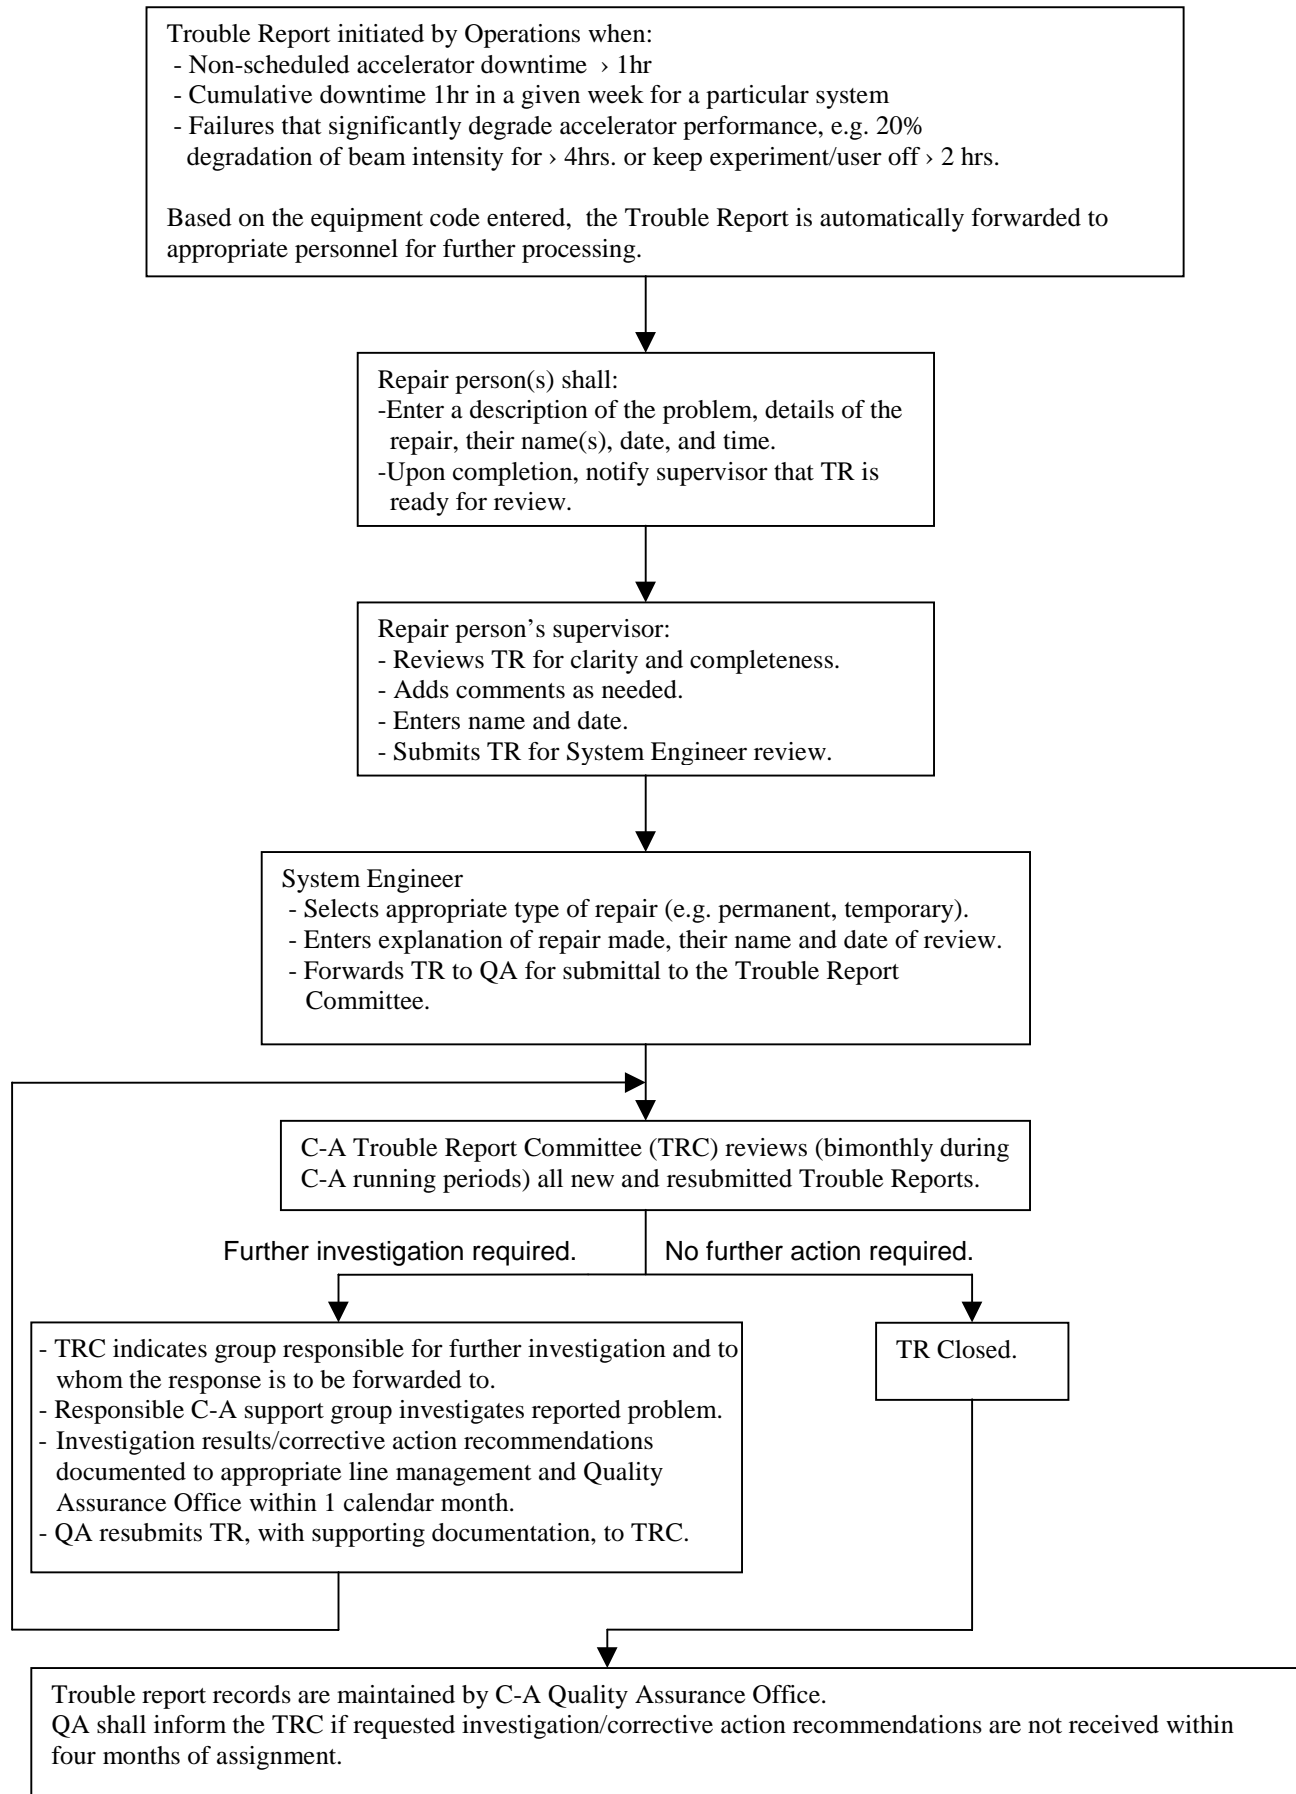 Trouble Report initiated by Operations when:
- Non-scheduled accelerator downtime › 1hr
- Cumulative downtime 1hr in a given week for a particular system
- Failures that significantly degrade accelerator performance, e.g. 20%
degradation of beam intensity for › 4hrs. or keep experiment/user off › 2 hrs.
Based on the equipment code entered, the Trouble Report is automatically forwarded to
appropriate personnel for further processing.
Repair person(s) shall:
-Enter a description of the problem, details of the
repair, their name(s), date, and time.
-Upon completion, notify supervisor that TR is
ready for review.
Repair person’s supervisor:
- Reviews TR for clarity and completeness.
- Adds comments as needed.
- Enters name and date.
- Submits TR for System Engineer review.
System Engineer
- Selects appropriate type of repair (e.g. permanent, temporary).
- Enters explanation of repair made, their name and date of review.
- Forwards TR to QA for submittal to the Trouble Report
Committee.
C-A Trouble Report Committee (TRC) reviews (bimonthly during
C-A running periods) all new and resubmitted Trouble Reports.
Further investigation required.
No further action required.
- TRC indicates group responsible for further investigation and to
whom the response is to be forwarded to.
- Responsible C-A support group investigates reported problem.
- Investigation results/corrective action recommendations
documented to appropriate line management and Quality
Assurance Office within 1 calendar month.
- QA resubmits TR, with supporting documentation, to TRC.
TR Closed.
Trouble report records are maintained by C-A Quality Assurance Office.
QA shall inform the TRC if requested investigation/corrective action recommendations are not received within
four months of assignment.